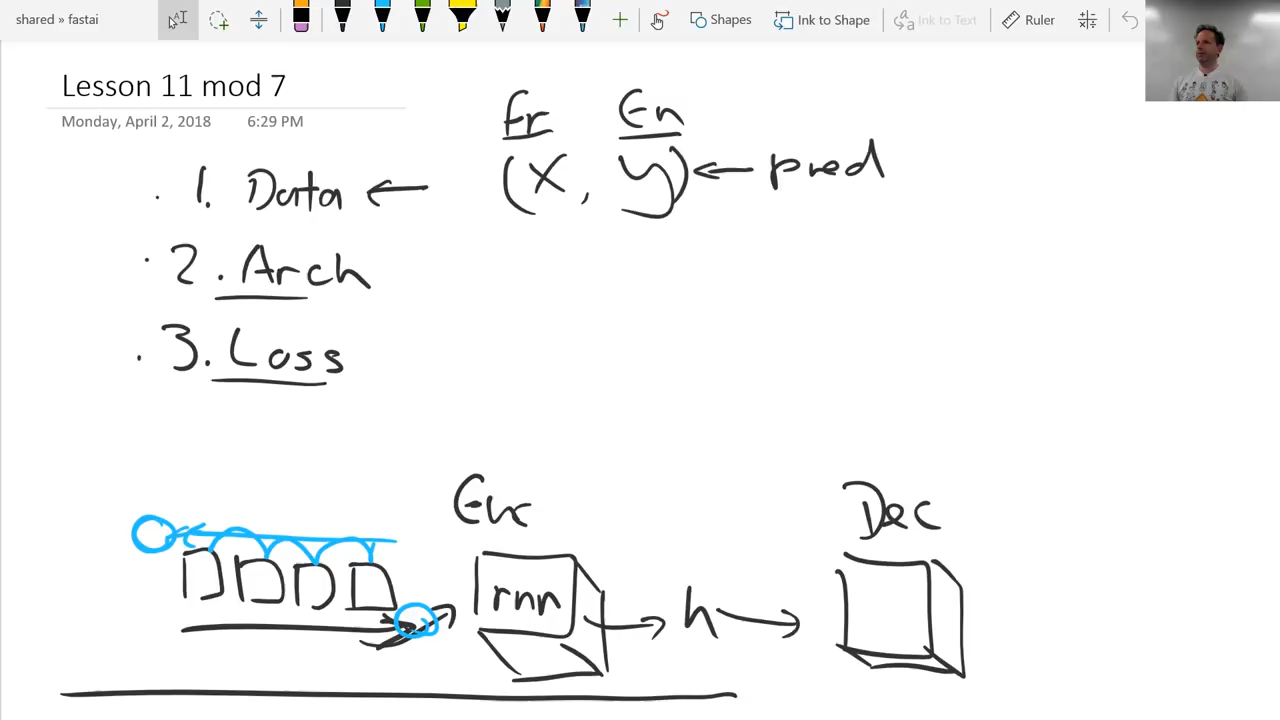 shared » fastai
Shapes Ink to Shape Ink to Text Ruler
Lesson 11 mod 7
Monday, April 2, 2018 6:29 PM
Fr En
(x, y) ← pred
1. Data ←
2. Arch
3. Loss
Enc Dec
rnn → h →